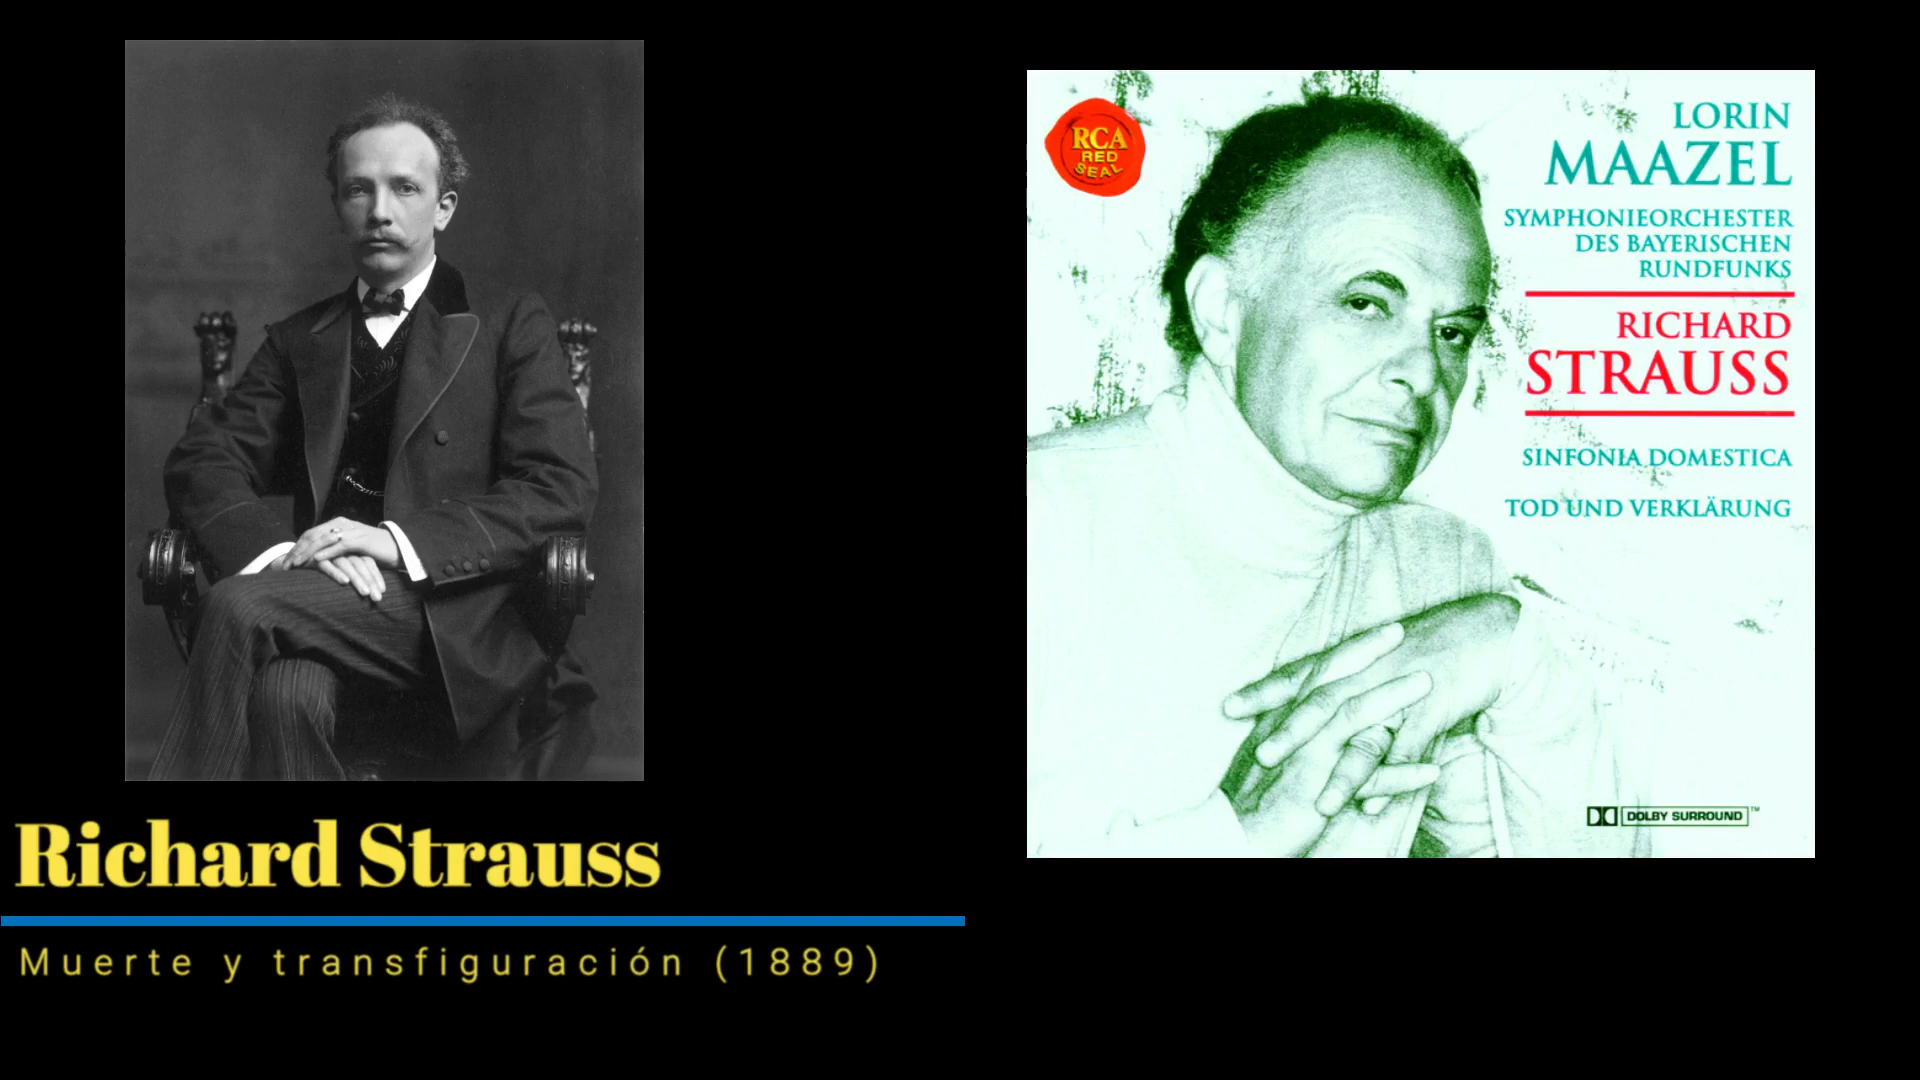 Richard Strauss
Muerte y transfiguración (1889)
RCA
RED
SEAL
LORIN
MAAZEL
SYMPHONIEORCHESTER
DES BAYERISCHEN
RUNDFUNKS
RICHARD
STRAUSS
SINFONIA DOMESTICA
TOD UND VERKLÄRUNG
DOLBY SURROUND™